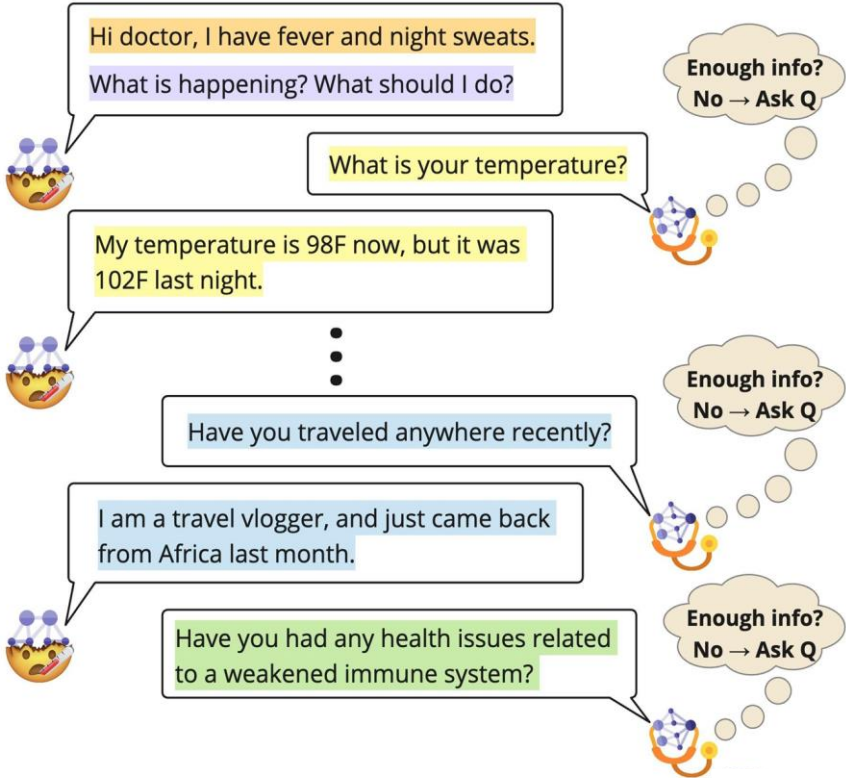 Hi doctor, I have fever and night sweats.
What is happening? What should I do?
Enough info?
No → Ask Q
What is your temperature?
My temperature is 98F now, but it was
102F last night.
Enough info?
No → Ask Q
Have you traveled anywhere recently?
I am a travel vlogger, and just came back
from Africa last month.
Enough info?
No → Ask Q
Have you had any health issues related
to a weakened immune system?